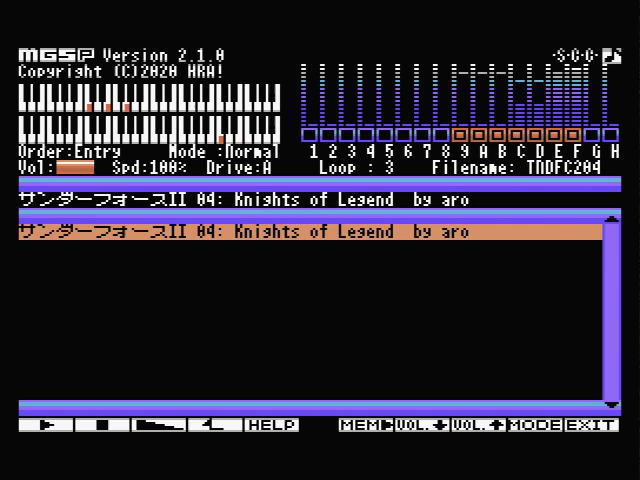 MGSP Version 2.1.0
·S·C·C·
Copyright (C)2020 HRA!
Order:Entry Mode :Normal
1 2 3 4 5 6 7 8 9 A B C D E F G H
Vol: Spd:100% Drive:A Loop : 3 Filename: TNDFC204
サンダーフォースII 04: Knights of Legend by aro
サンダーフォースII 04: Knights of Legend by aro
HELP MEM VOL. VOL. MODE EXIT